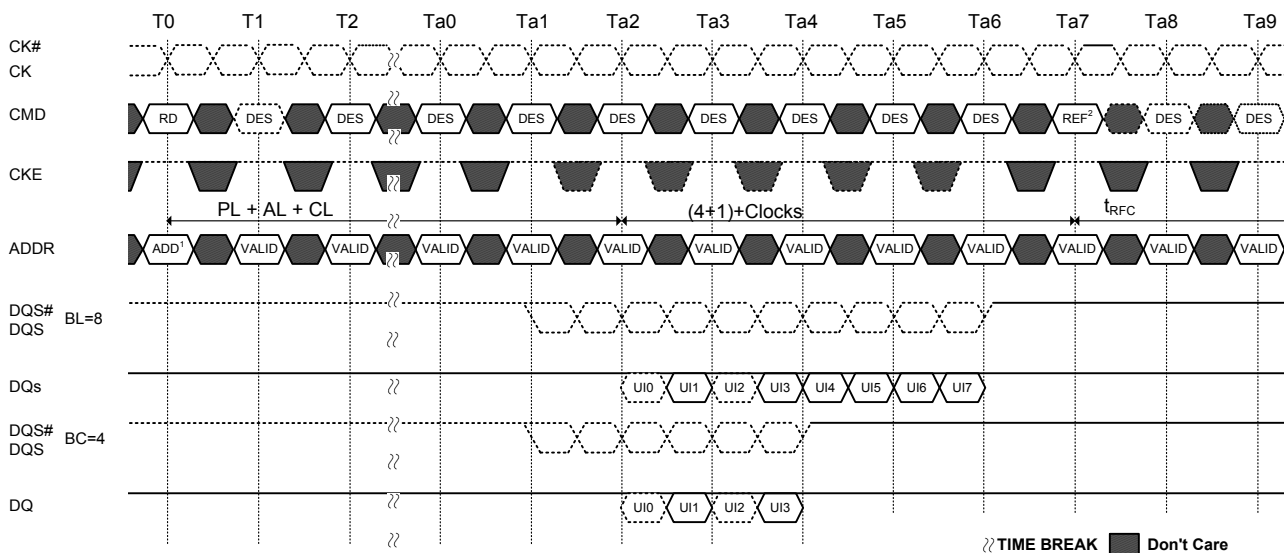 T0 T1 T2 Ta0 Ta1 Ta2 Ta3 Ta4 Ta5 Ta6 Ta7 Ta8 Ta9
CK#
CK
CMD RD DES DES DES DES DES DES DES DES DES REF² DES DES
CKE
PL + AL + CL (4+1)+Clocks tRFC
ADDR ADD¹ VALID VALID VALID VALID VALID VALID VALID VALID VALID VALID VALID VALID
DQS# BL=8
DQS
DQs UI0 UI1 UI2 UI3 UI4 UI5 UI6 UI7
DQS# BC=4
DQS
DQ UI0 UI1 UI2 UI3
TIME BREAK Don't Care